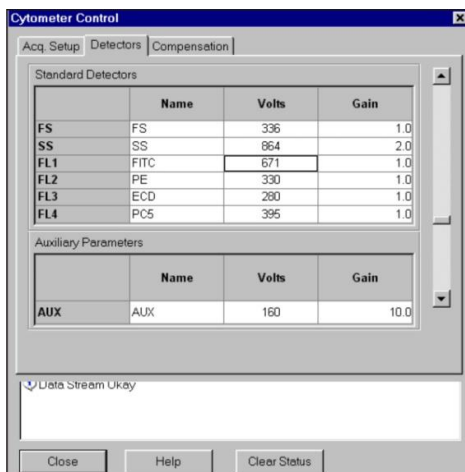 Cytometer Control
Acq. Setup Detectors Compensation
Standard Detectors
Name Volts Gain
FS FS 336 1.0
SS SS 864 2.0
FL1 FITC 671 1.0
FL2 PE 330 1.0
FL3 ECD 280 1.0
FL4 PC5 395 1.0
Auxiliary Parameters
Name Volts Gain
AUX AUX 160 10.0
Data Stream Okay
Close Help Clear Status